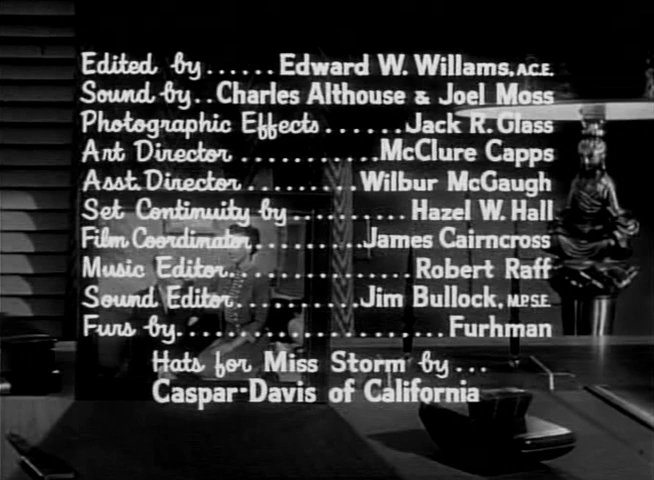 Edited by......Edward W. Willams, A.C.E.
Sound by..Charles Althouse & Joel Moss
Photographic Effects.......Jack R. Glass
Art Director............McClure Capps
Asst. Director.........Wilbur McGaugh
Set Continuity by..........Hazel W. Hall
Film Coordinator.........James Cairncross
Music Editor...............Robert Raff
Sound Editor..........Jim Bullock, M.P.S.E.
Furs by......................Furhman
Hats for Miss Storm by...
Caspar-Davis of California